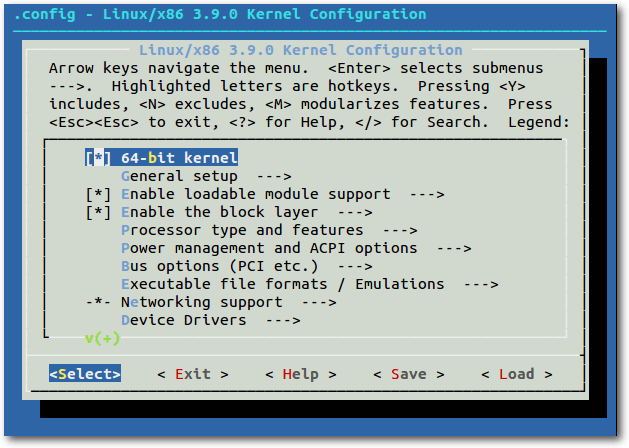 .config - Linux/x86 3.9.0 Kernel Configuration
Linux/x86 3.9.0 Kernel Configuration
Arrow keys navigate the menu.  <Enter> selects submenus
--->.  Highlighted letters are hotkeys.  Pressing <Y>
includes, <N> excludes, <M> modularizes features.  Press
<Esc><Esc> to exit, <?> for Help, </> for Search.  Legend:
[*] 64-bit kernel
General setup  --->
[*] Enable loadable module support  --->
[*] Enable the block layer  --->
Processor type and features  --->
Power management and ACPI options  --->
Bus options (PCI etc.)  --->
Executable file formats / Emulations  --->
-*- Networking support  --->
Device Drivers  --->
v(+)
<Select>    < Exit >    < Help >    < Save >    < Load >